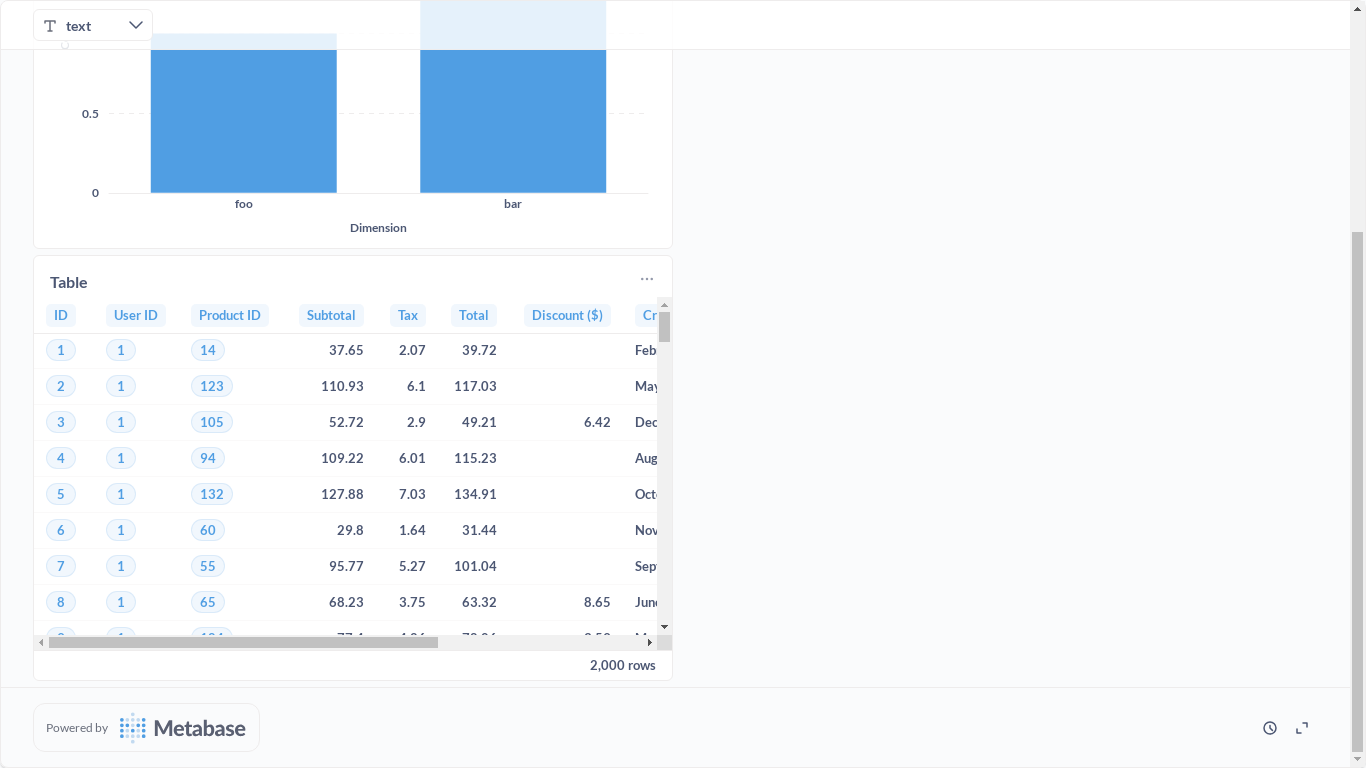 text
0.5
0
foo bar
Dimension
Table
ID User ID Product ID Subtotal Tax Total Discount ($) Cr
1 1 14 37.65 2.07 39.72 Feb
2 1 123 110.93 6.1 117.03 May
3 1 105 52.72 2.9 49.21 6.42 Dec
4 1 94 109.22 6.01 115.23 Aug
5 1 132 127.88 7.03 134.91 Oct
6 1 60 29.8 1.64 31.44 Nov
7 1 55 95.77 5.27 101.04 Sep
8 1 65 68.23 3.75 63.32 8.65 June
2,000 rows
Powered by Metabase